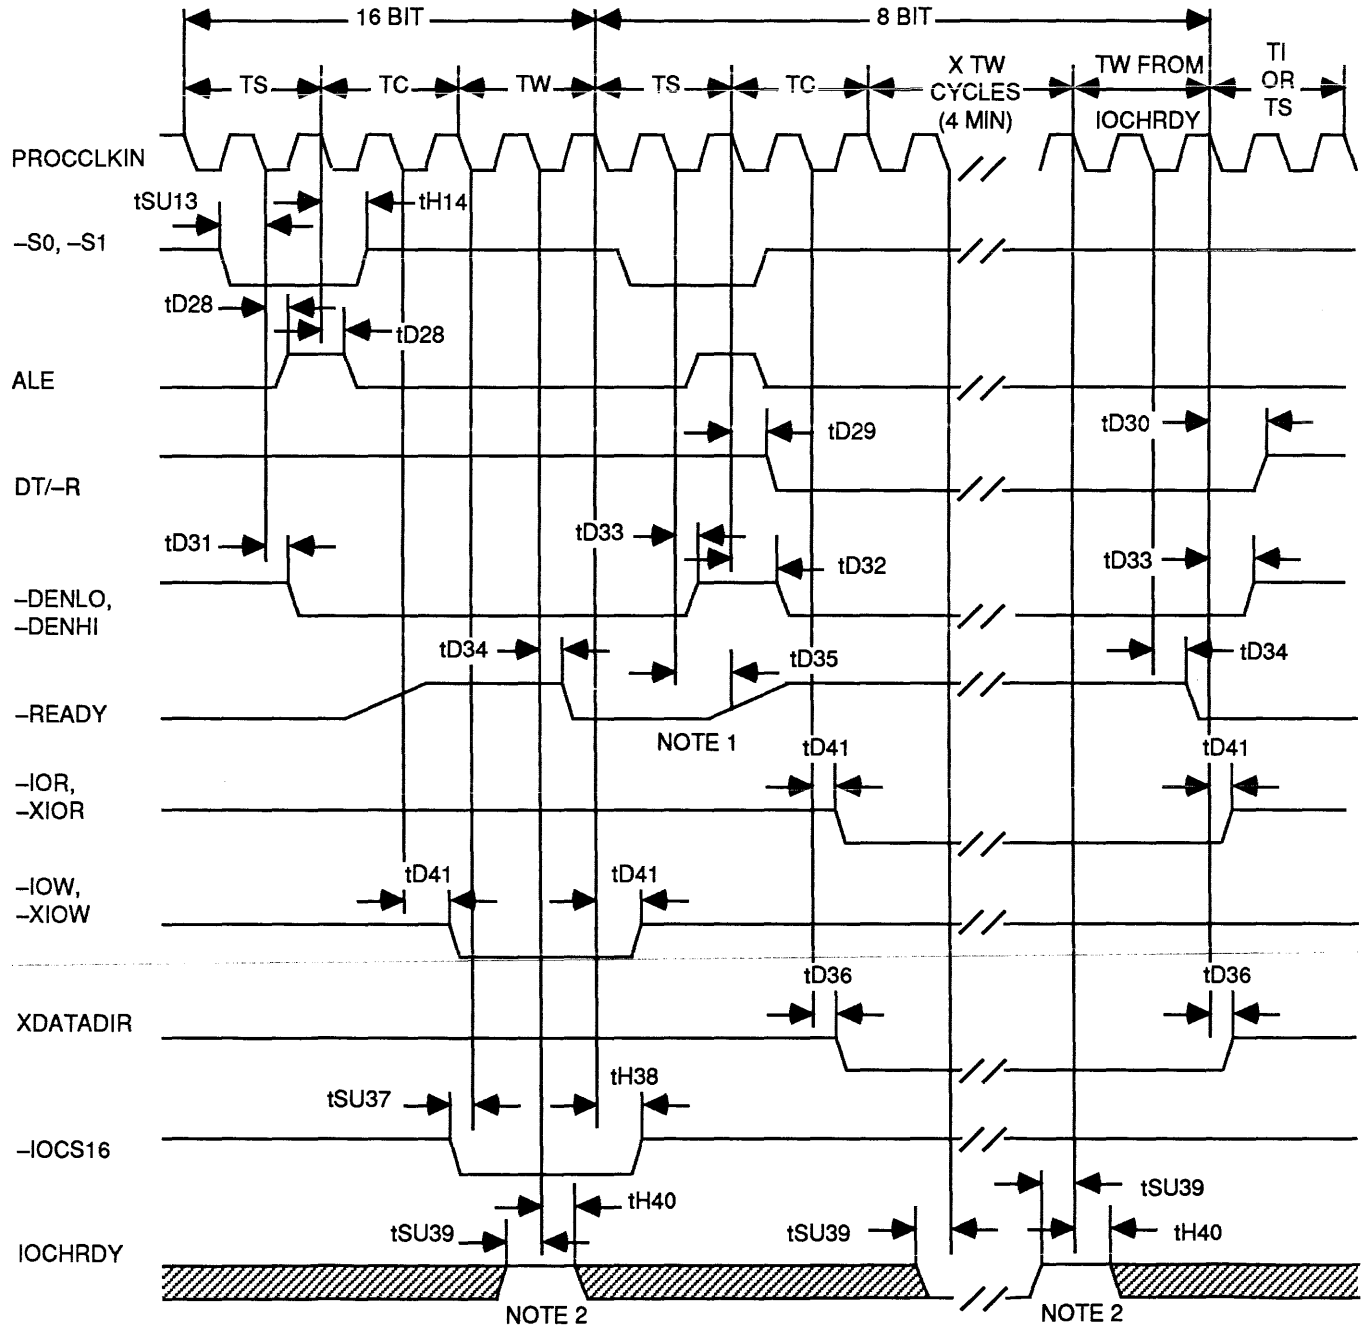 16 BIT 8 BIT
TS TC TW TS TC X TW CYCLES (4 MIN) TW FROM IOCHRDY TI OR TS
PROCCLKIN
tSU13 tH14
–S0, –S1
tD28
tD28
ALE
tD29 tD30
DT/–R
tD31 tD33 tD32 tD33
–DENLO,
–DENHI
tD34 tD35 tD34
–READY
NOTE 1
tD41 tD41
–IOR,
–XIOR
tD41 tD41
–IOW,
–XIOW
tD36 tD36
XDATADIR
tSU37 tH38
–IOCS16
tSU39
tH40
tSU39 tSU39 tH40
IOCHRDY
NOTE 2 NOTE 2